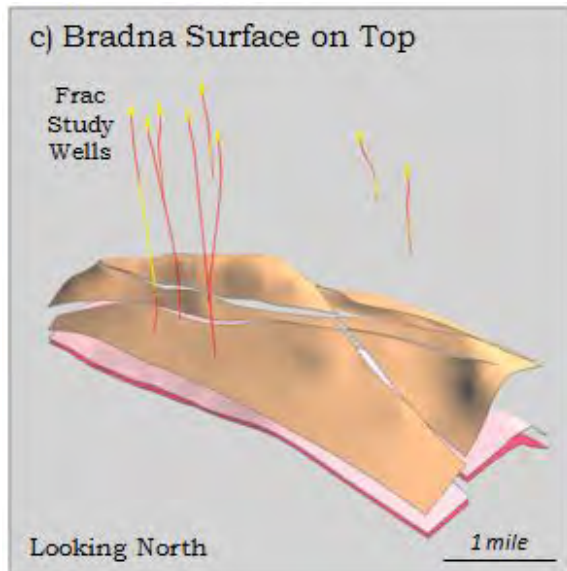 c) Bradna Surface on Top
Frac
Study
Wells
Looking North
1 mile